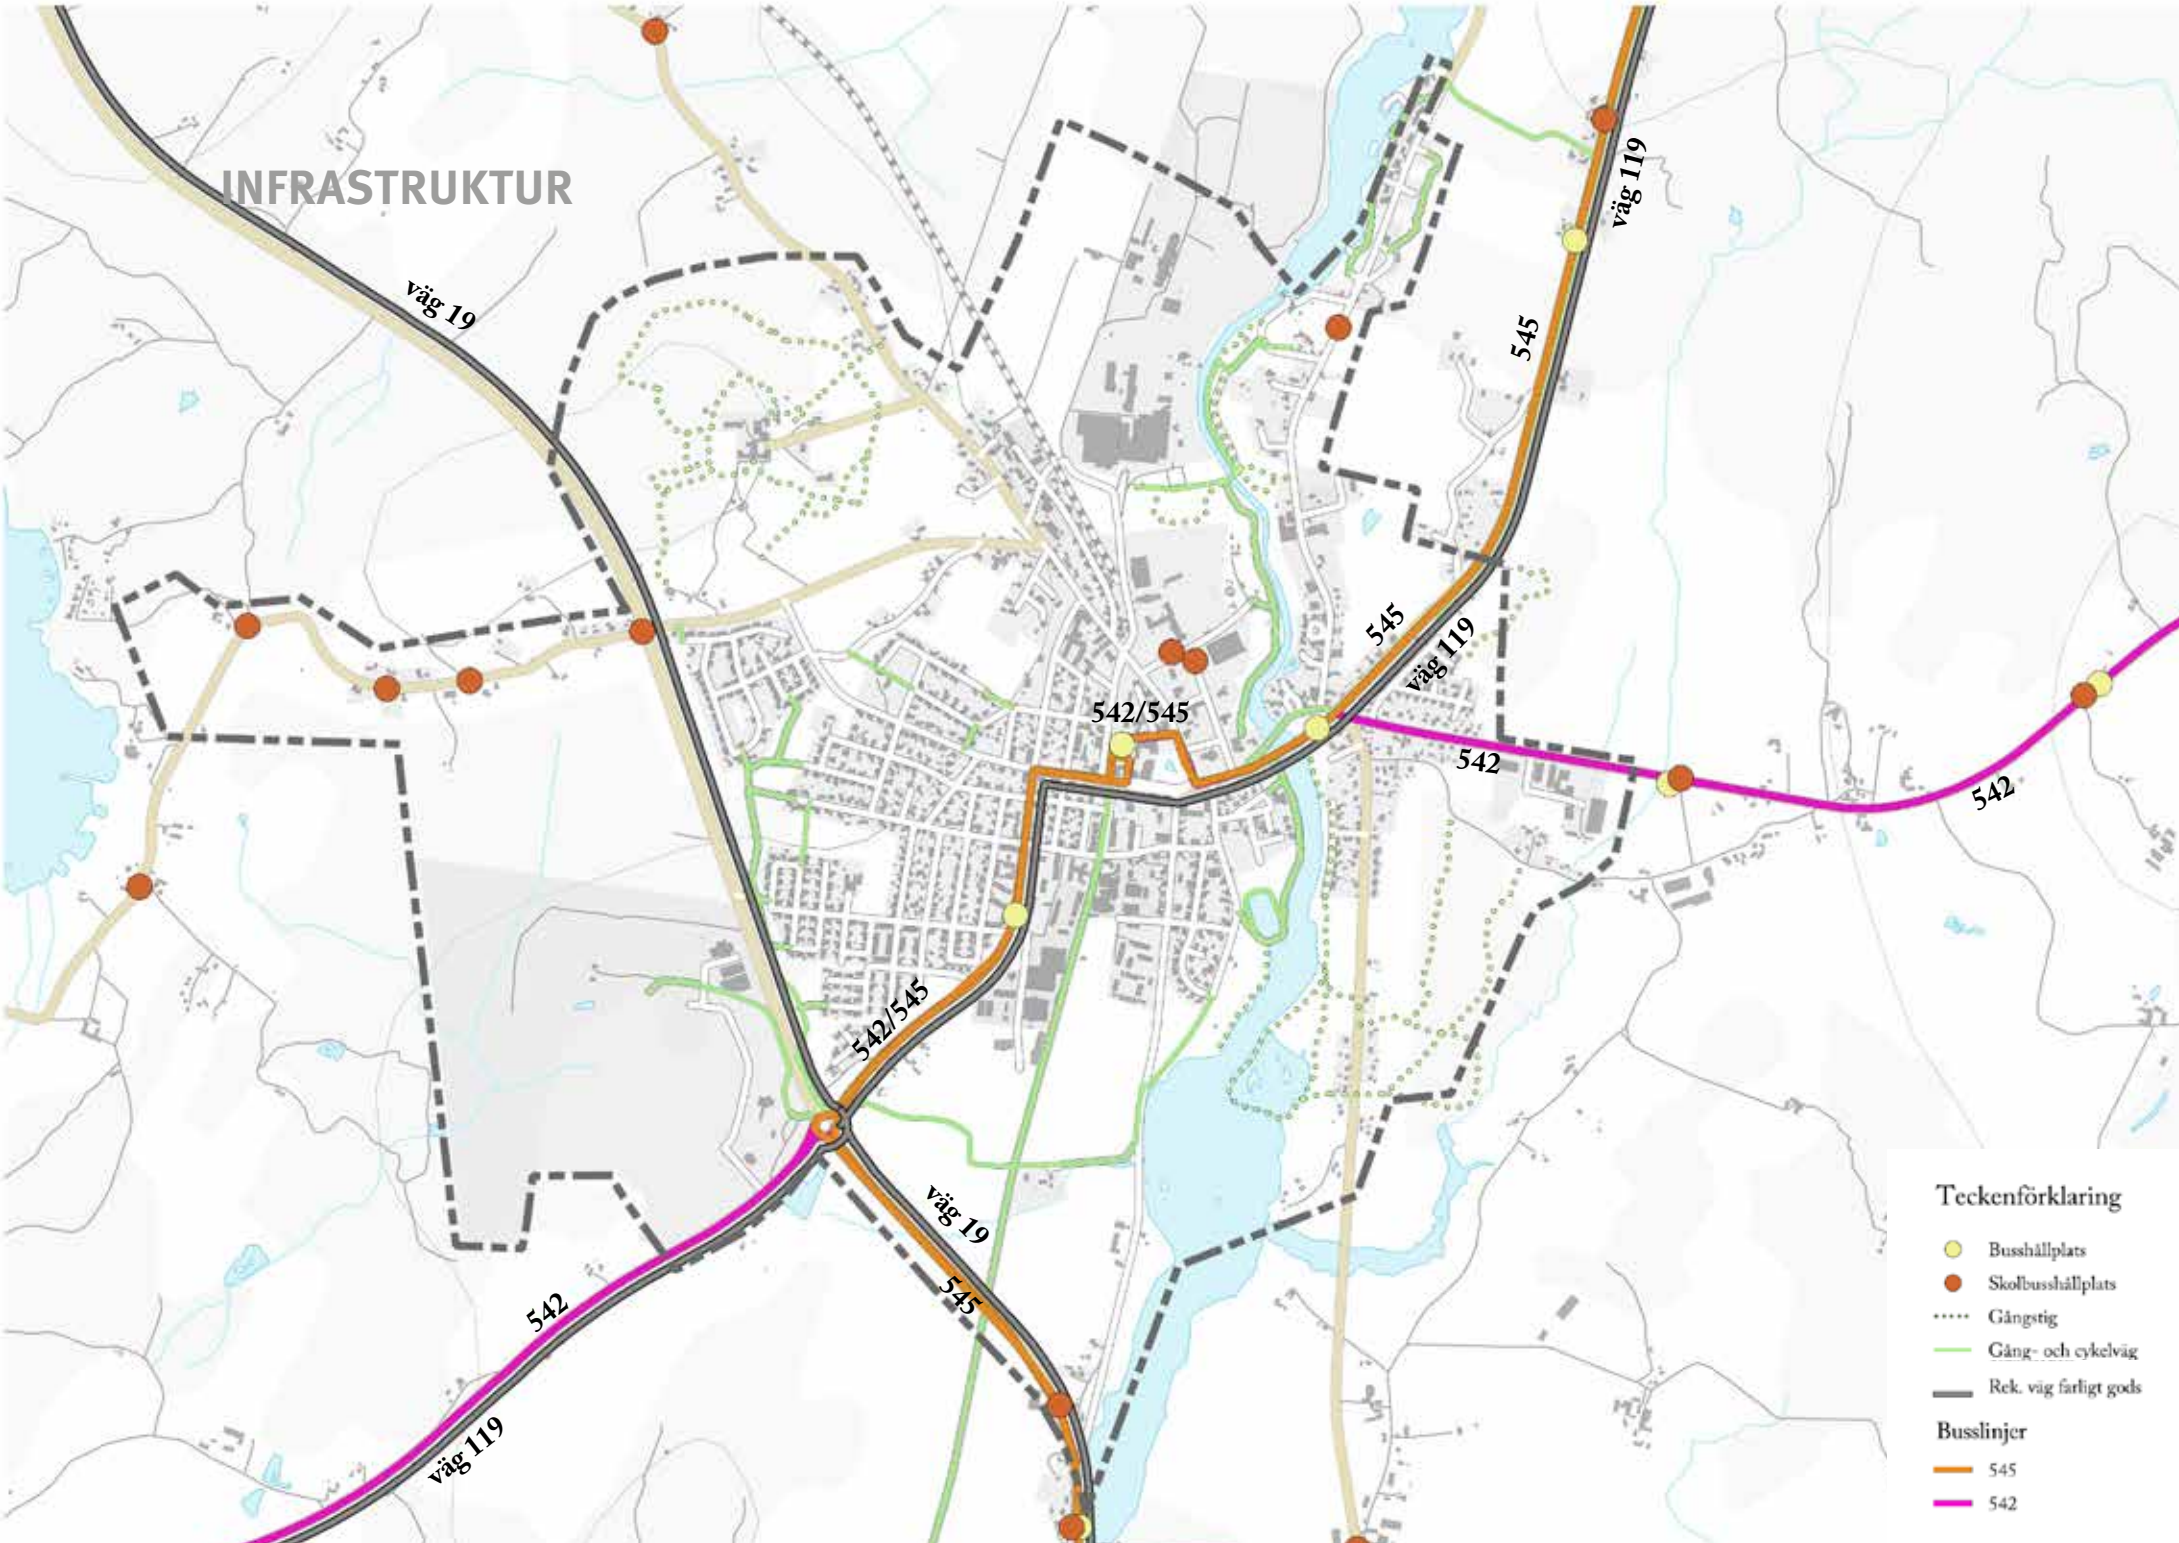 INFRASTRUKTUR
väg 119
väg 19
545
545
väg 119
542/545
542
542
542/545
väg 19
545
542
väg 119
Teckenförklaring
Busshållplats
Skolbusshållplats
Gångstig
Gång- och cykelväg
Rek. väg farligt gods
Busslinjer
545
542